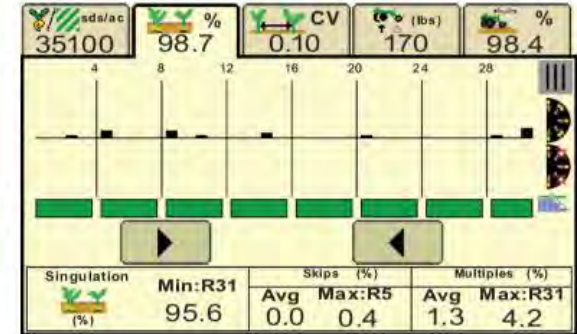 sds/ac % CV (lbs) %
35100 98.7 0.10 170 98.4
4 8 12 16 20 24 28
Singulation Min:R31 Skips (%) Multiples (%)
Avg Max:R5 Avg Max:R31
(%) 95.6 0.0 0.4 1.3 4.2